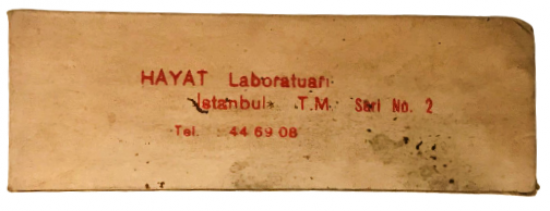 HAYAT Laboratuarı
İstanbul T.M. Seri No. 2
Tel. 44 69 08